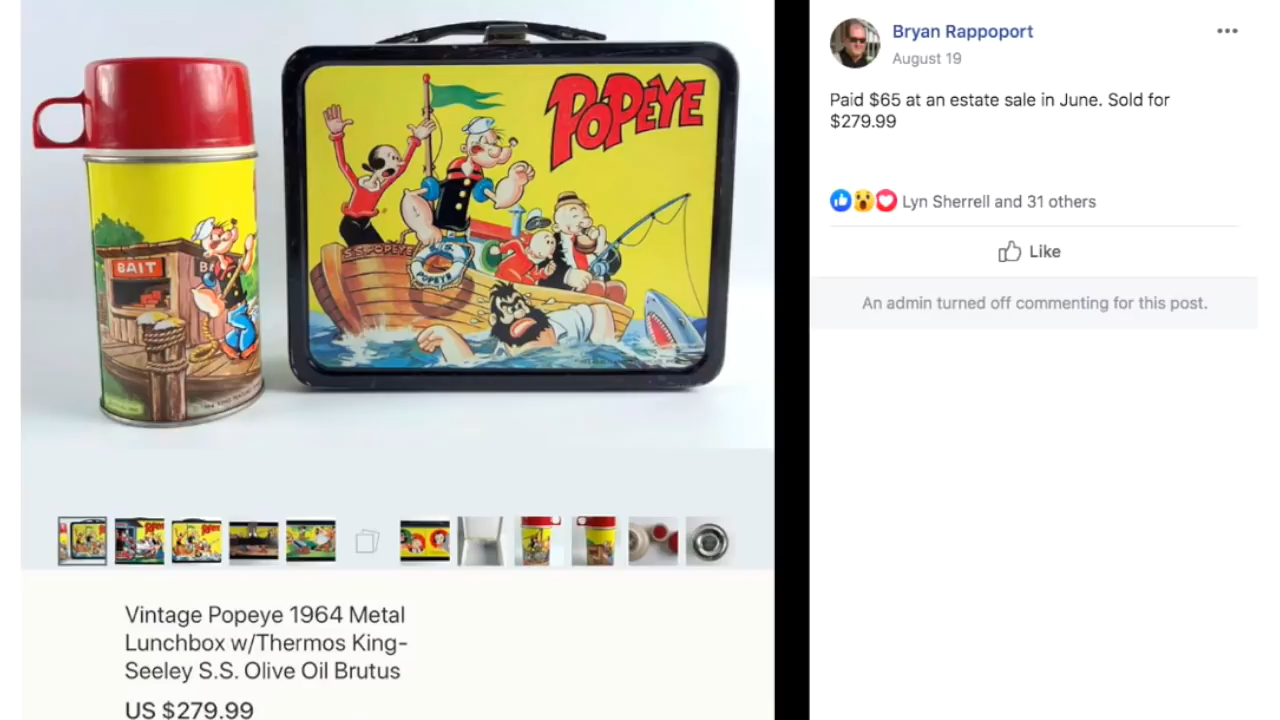 POPEYE
S.S. POPEYE
POPEYE
BAIT
B
Vintage Popeye 1964 Metal
Lunchbox w/Thermos King-
Seeley S.S. Olive Oil Brutus
US $279.99
Bryan Rappoport
August 19
Paid $65 at an estate sale in June. Sold for
$279.99
Lyn Sherrell and 31 others
Like
An admin turned off commenting for this post.